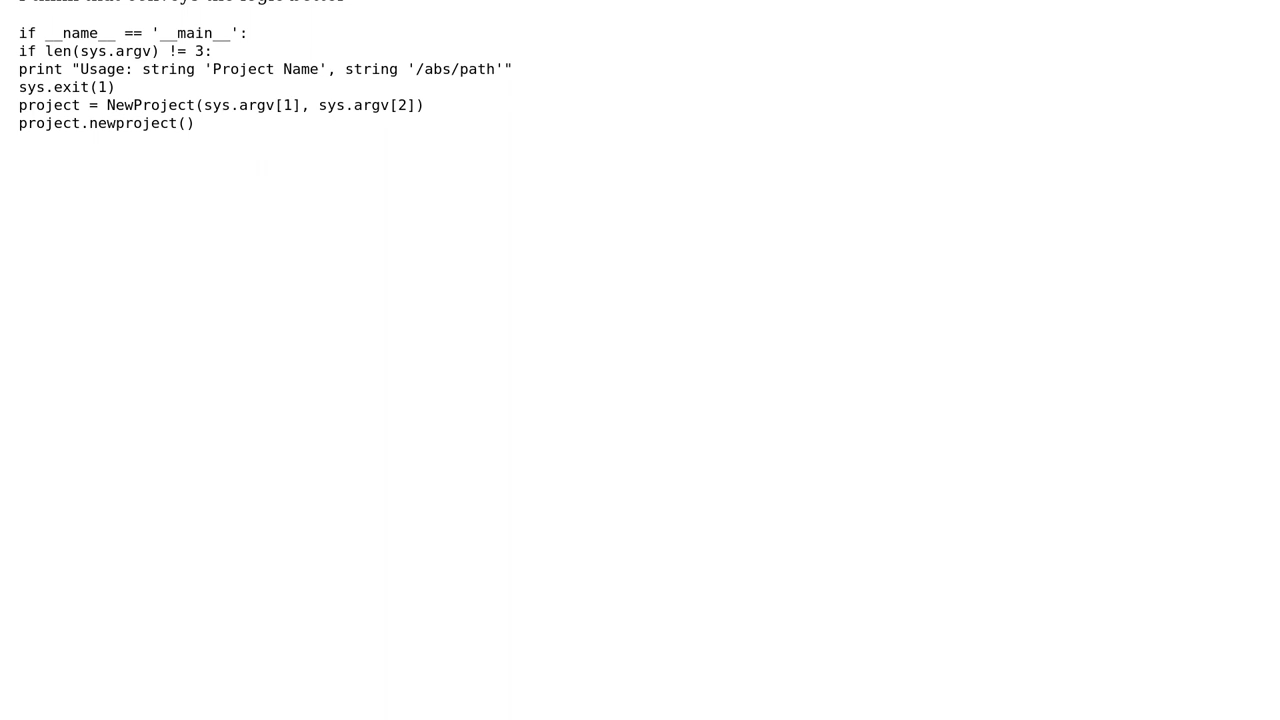 if __name__ == '__main__':
if len(sys.argv) != 3:
print "Usage: string 'Project Name', string '/abs/path'"
sys.exit(1)
project = NewProject(sys.argv[1], sys.argv[2])
project.newproject()